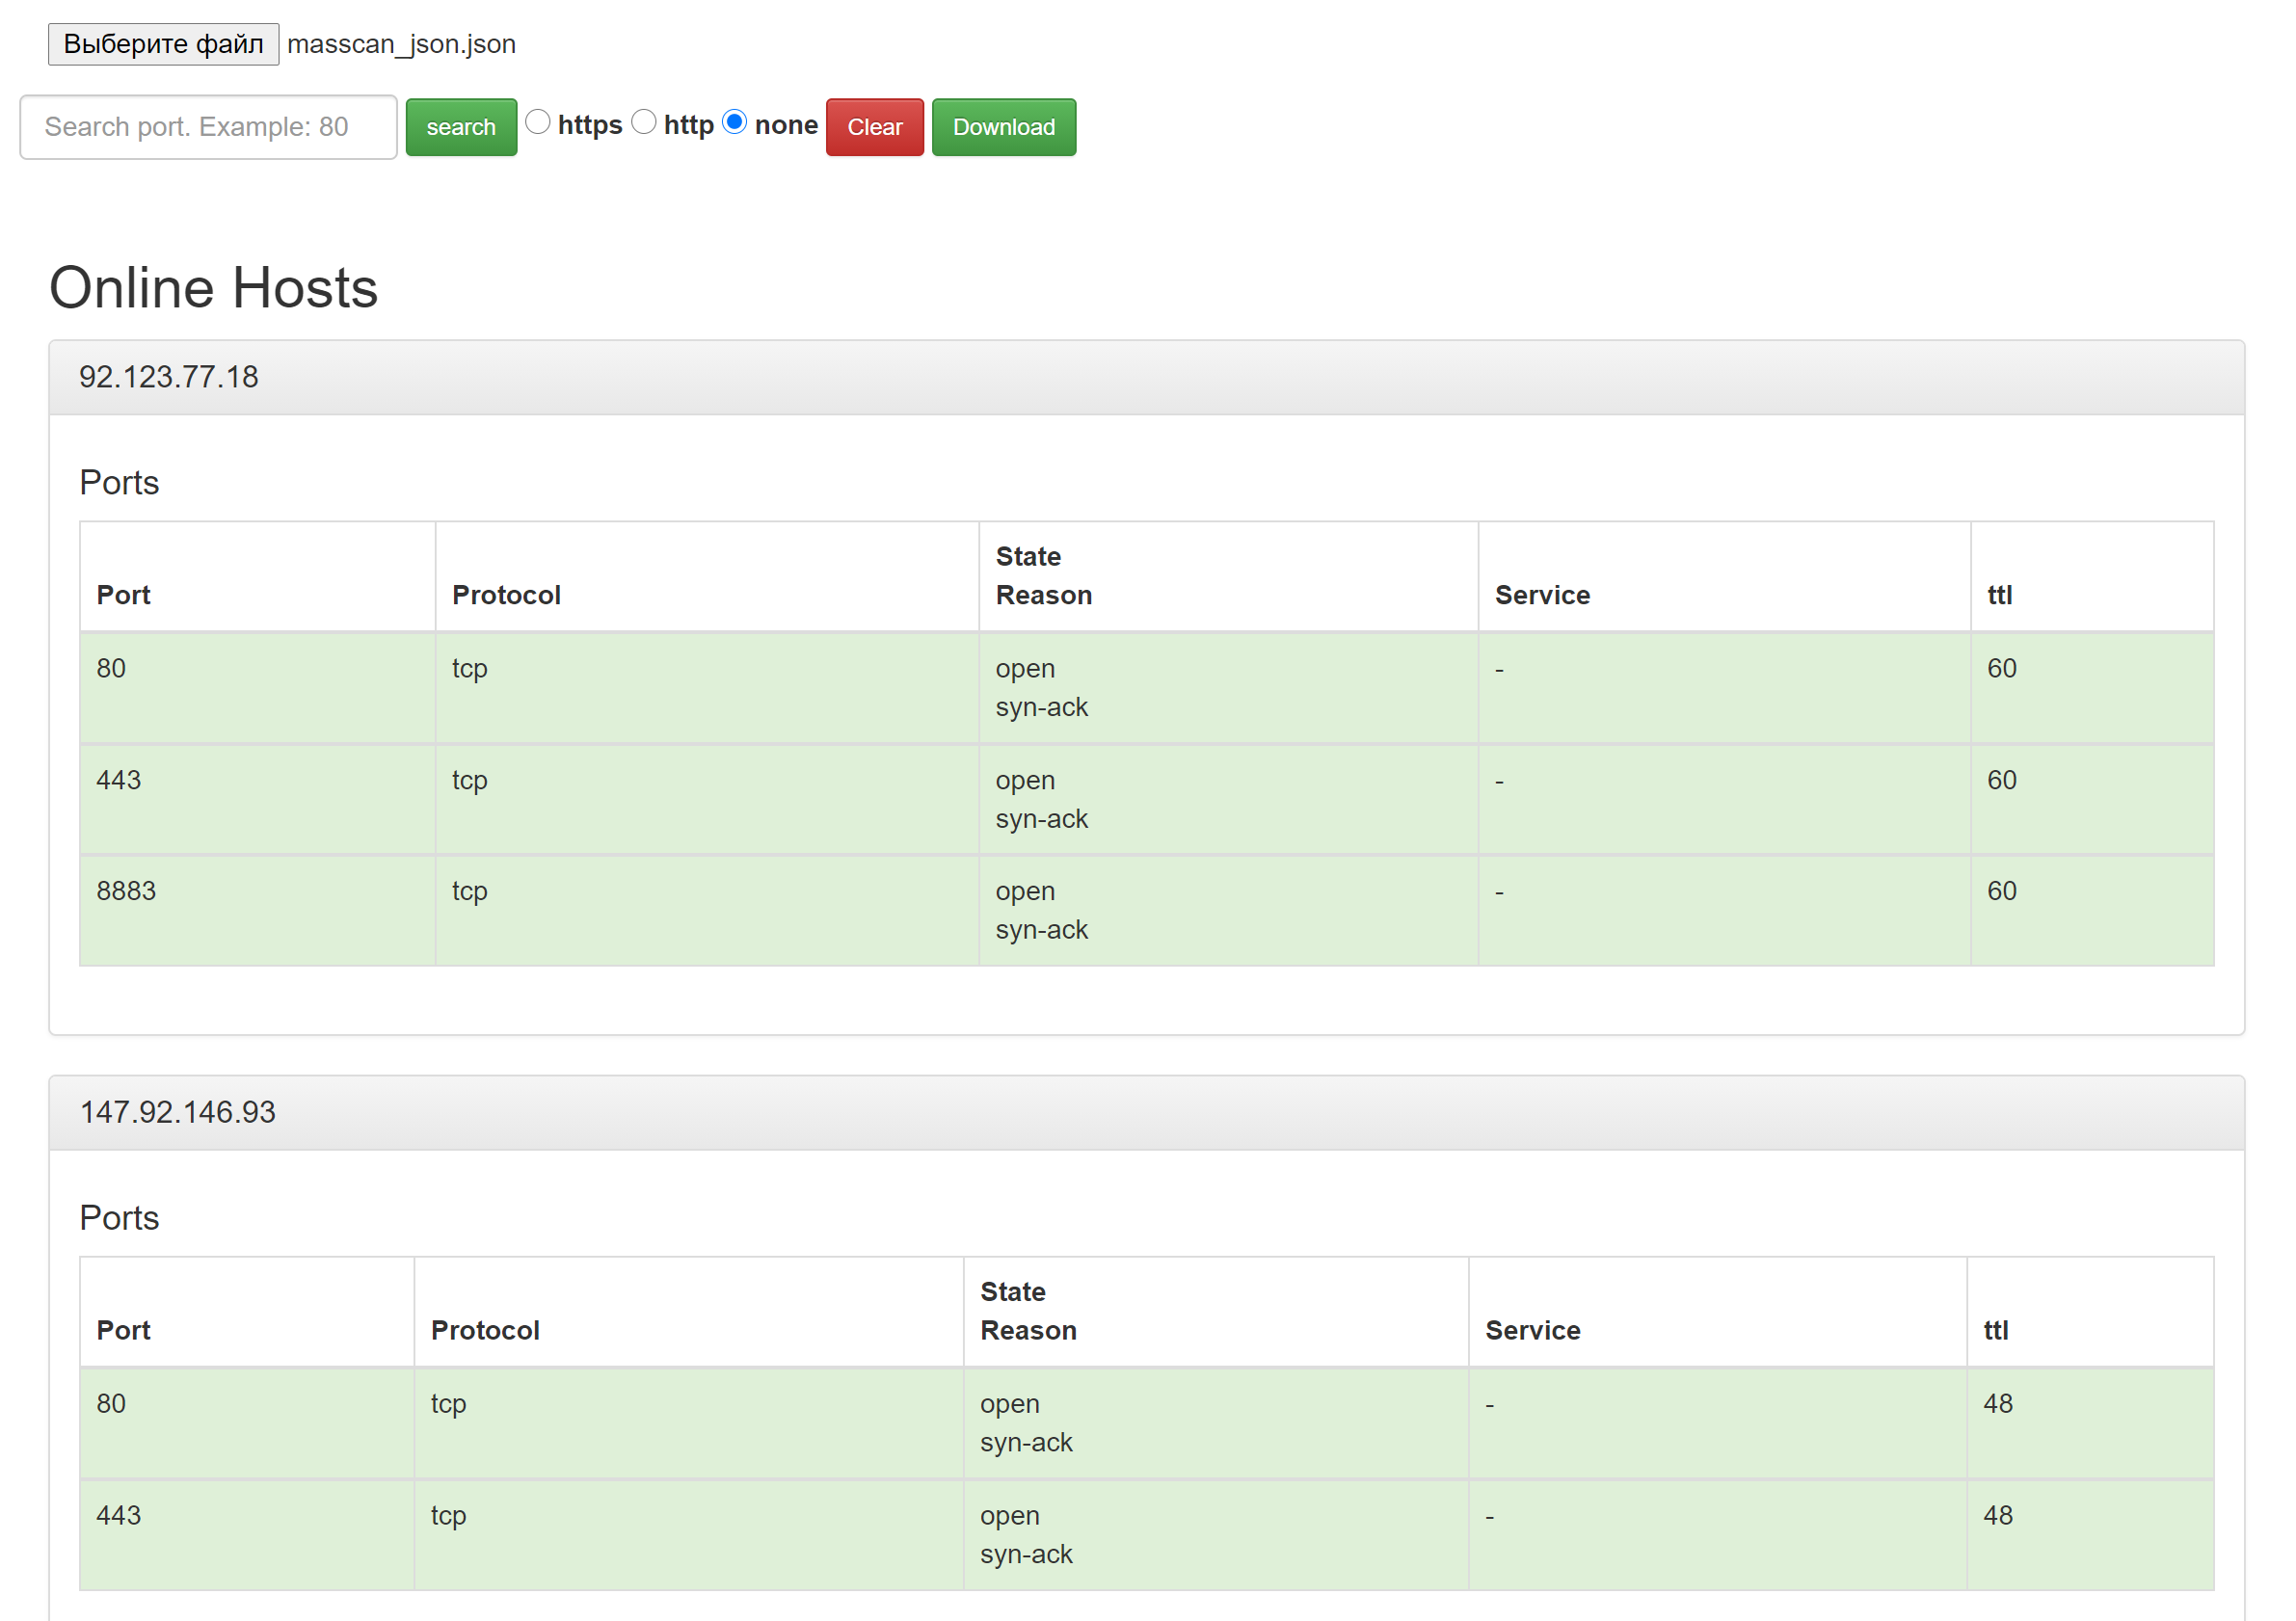 Выберите файл masscan_json.json
Search port. Example: 80 search https http none Clear Download
Online Hosts
92.123.77.18
Ports
Port Protocol State Reason Service ttl
80 tcp open syn-ack - 60
443 tcp open syn-ack - 60
8883 tcp open syn-ack - 60
147.92.146.93
Ports
Port Protocol State Reason Service ttl
80 tcp open syn-ack - 48
443 tcp open syn-ack - 48